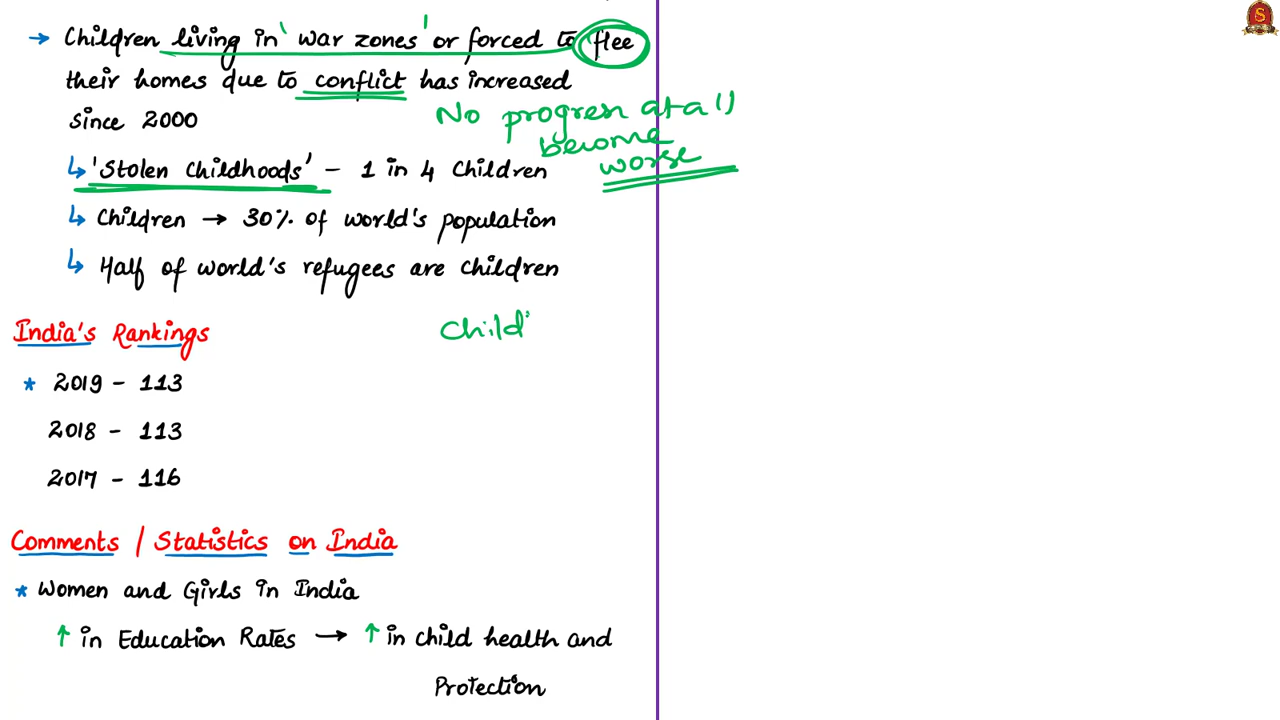 → Children living in 'war zones' or forced to flee
their homes due to conflict has increased
since 2000
No progress at all
become
worse
↳ 'Stolen Childhoods' – 1 in 4 Children
↳ Children → 30% of world's population
↳ Half of world's refugees are children
India's Rankings
Child'
* 2019 – 113
2018 – 113
2017 – 116
Comments / Statistics on India
* Women and Girls in India
↑ in Education Rates → ↑ in child health and
Protection